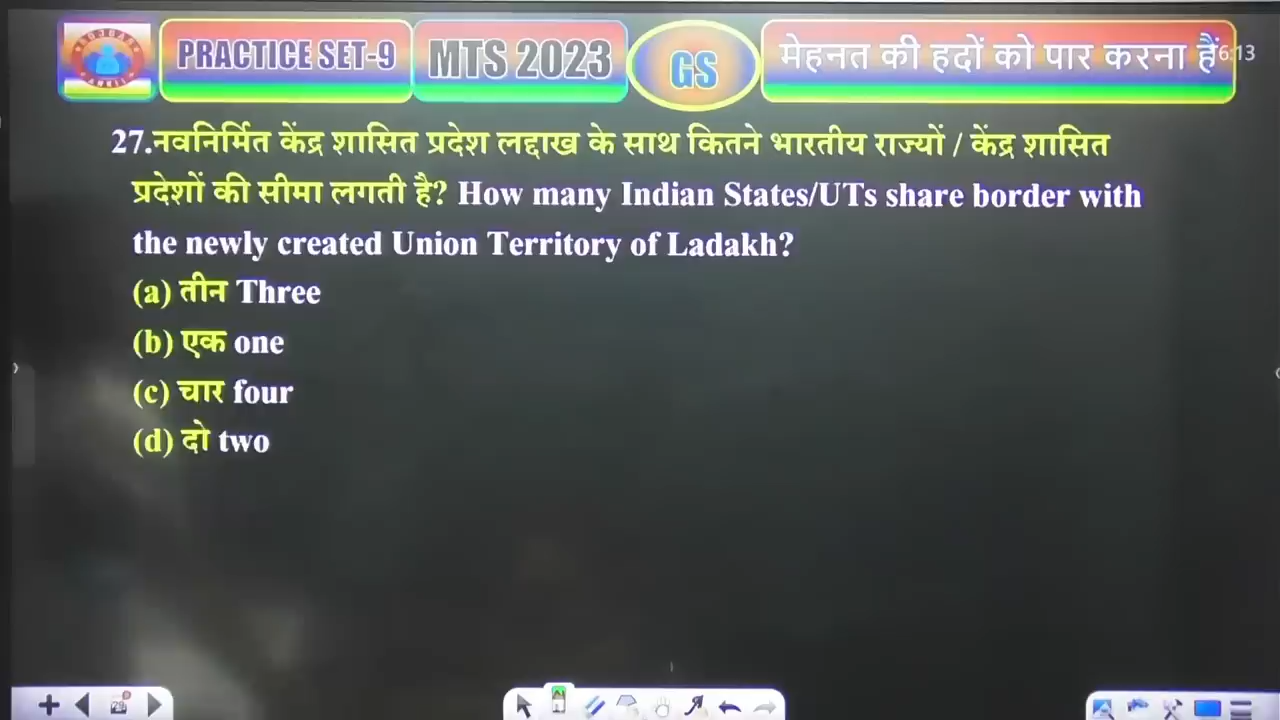 PRACTICE SET-9
MTS 2023
GS
मेहनत की हदों को पार करना हैं
27.नवनिर्मित केंद्र शासित प्रदेश लद्दाख के साथ कितने भारतीय राज्यों / केंद्र शासित
प्रदेशों की सीमा लगती है? How many Indian States/UTs share border with
the newly created Union Territory of Ladakh?
(a) तीन Three
(b) एक one
(c) चार four
(d) दो two